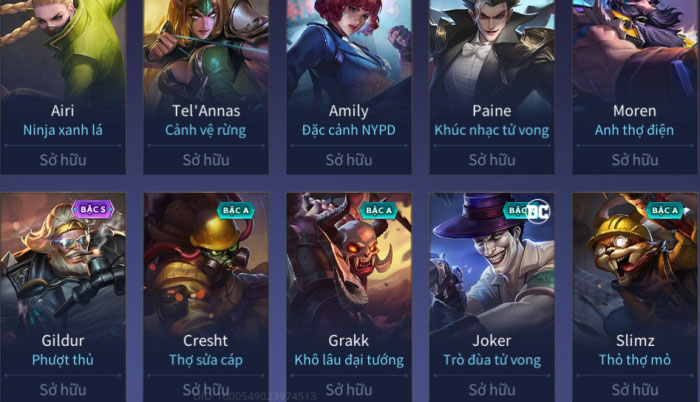 Airi Tel'Annas Amily Paine Moren
Ninja xanh lá Cảnh vệ rừng Đặc cảnh NYPD Khúc nhạc tử vong Anh thợ điện
Sở hữu Sở hữu Sở hữu Sở hữu Sở hữu
BẬC S BẬC A BẬC A DC BẬC A
Gildur Cresht Grakk Joker Slimz
Phượt thủ Thợ sửa cáp Khô lâu đại tướng Trò đùa tử vong Thỏ thợ mỏ
Sở hữu Sở hữu Sở hữu Sở hữu Sở hữu